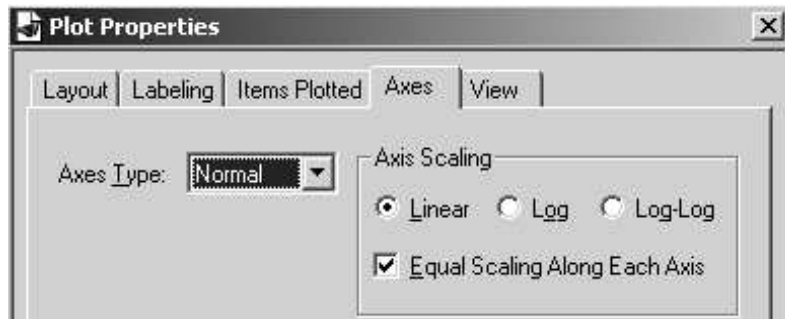 Plot Properties
Layout Labeling Items Plotted Axes View
Axes Type: Normal
Axis Scaling
Linear Log Log-Log
Equal Scaling Along Each Axis